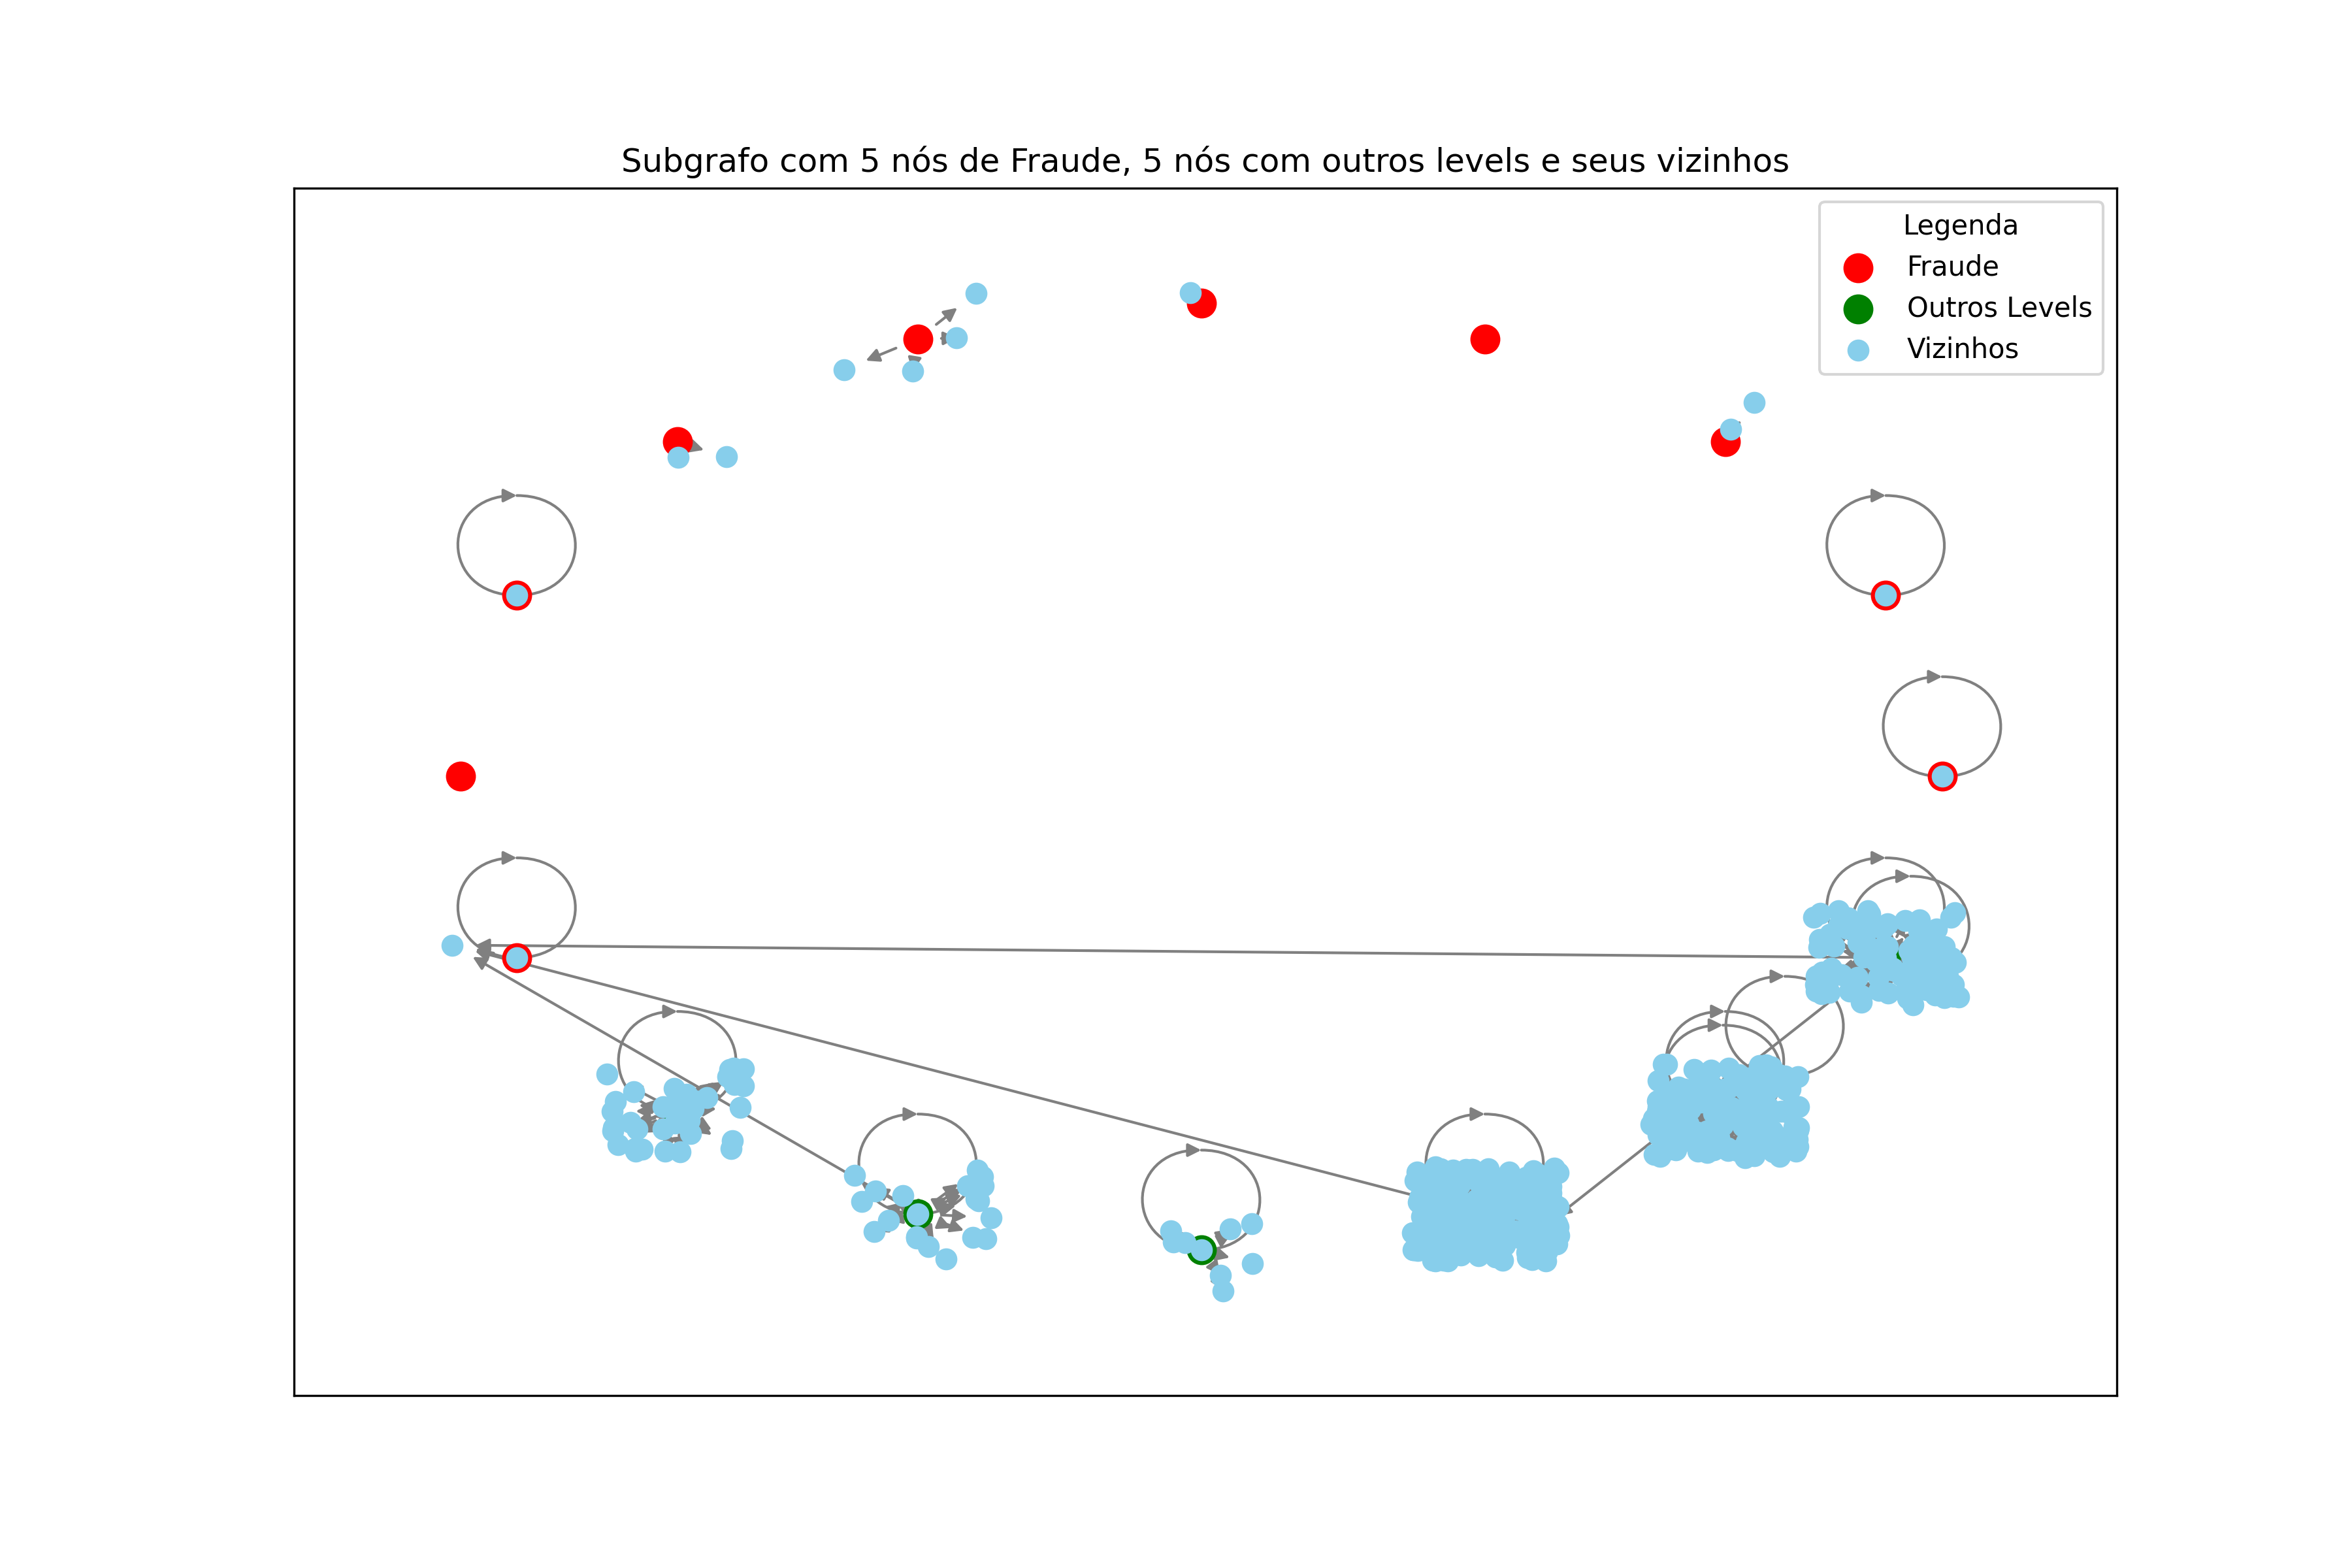 Subgrafo com 5 nós de Fraude, 5 nós com outros levels e seus vizinhos
Legenda
Fraude
Outros Levels
Vizinhos